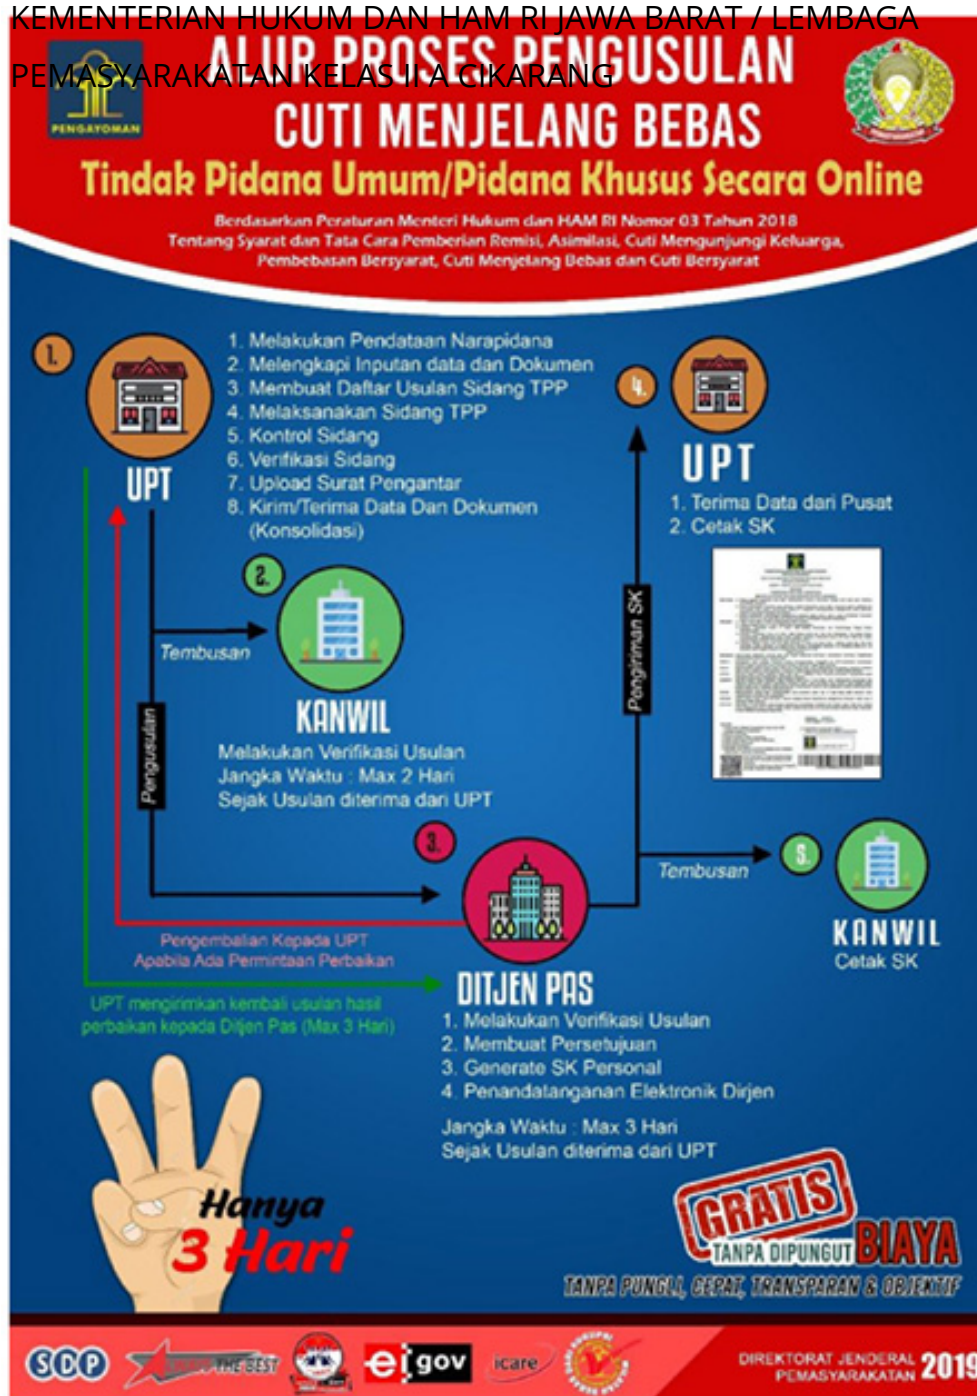 KEMENTERIAN HUKUM DAN HAM RI JAWA BARAT / LEMBAGA
PEMASYARAKATAN KELAS II A CIKARANG
ALUR PROSES PENGUSULAN
CUTI MENJELANG BEBAS
PENGAYOMAN
Tindak Pidana Umum/Pidana Khusus Secara Online
Berdasarkan Peraturan Menteri Hukum dan HAM RI Nomor 03 Tahun 2018
Tentang Syarat dan Tata Cara Pemberian Remisi, Asimilasi, Cuti Mengunjungi Keluarga,
Pembebasan Bersyarat, Cuti Menjelang Bebas dan Cuti Bersyarat
1.
UPT
1. Melakukan Pendataan Narapidana
2. Melengkapi Inputan data dan Dokumen
3. Membuat Daftar Usulan Sidang TPP
4. Melaksanakan Sidang TPP
5. Kontrol Sidang
6. Verifikasi Sidang
7. Upload Surat Pengantar
8. Kirim/Terima Data Dan Dokumen
(Konsolidasi)
4.
UPT
1. Terima Data dari Pusat
2. Cetak SK
2.
Tembusan
KANWIL
Melakukan Verifikasi Usulan
Jangka Waktu : Max 2 Hari
Sejak Usulan diterima dari UPT
Pengusulan
Pengiriman SK
3.
Tembusan
5.
KANWIL
Cetak SK
Pengembalian Kepada UPT
Apabila Ada Permintaan Perbaikan
UPT mengirimkan kembali usulan hasil
perbaikan kepada Ditjen Pas (Max 3 Hari)
DITJEN PAS
1. Melakukan Verifikasi Usulan
2. Membuat Persetujuan
3. Generate SK Personal
4. Penandatanganan Elektronik Dirjen
Jangka Waktu : Max 3 Hari
Sejak Usulan diterima dari UPT
Hanya
3 Hari
GRATIS
TANPA DIPUNGUT BIAYA
TANPA PUNGLI, CEPAT, TRANSPARAN & OBJEKTIF
SDP
THE BEST
ei gov
icare
DIREKTORAT JENDERAL
PEMASYARAKATAN 2019